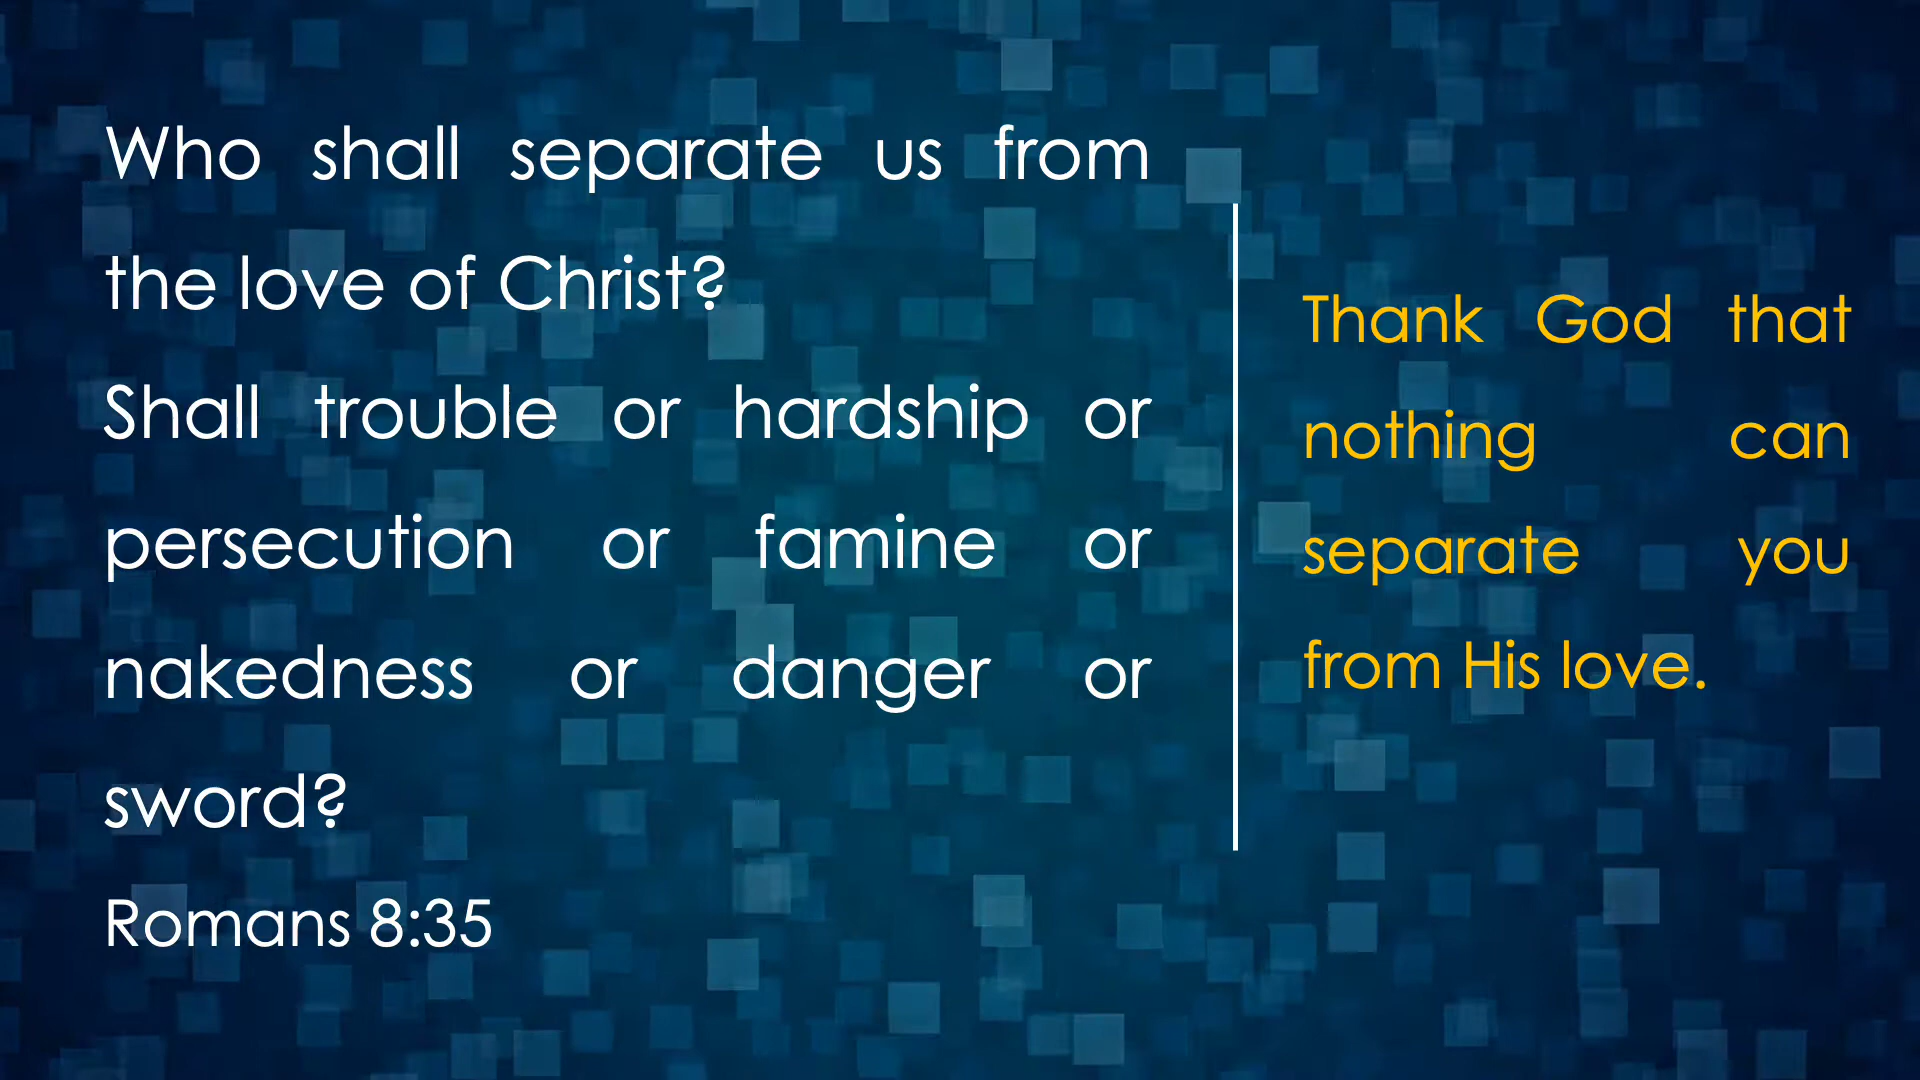 Who shall separate us from
the love of Christ?
Shall trouble or hardship or
persecution or famine or
nakedness or danger or
sword?
Romans 8:35
Thank God that
nothing can
separate you
from His love.